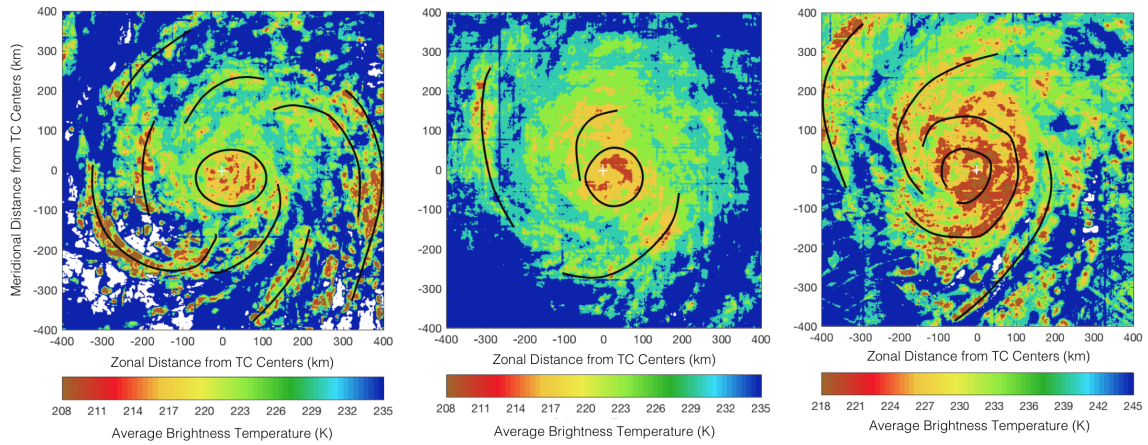 Meridional Distance from TC Centers (km)
400
300
200
100
0
-100
-200
-300
-400
-400 -300 -200 -100 0 100 200 300 400
Zonal Distance from TC Centers (km)
208 211 214 217 220 223 226 229 232 235
Average Brightness Temperature (K)
400
300
200
100
0
-100
-200
-300
-400
-400 -300 -200 -100 0 100 200 300 400
Zonal Distance from TC Centers (km)
208 211 214 217 220 223 226 229 232 235
Average Brightness Temperature (K)
400
300
200
100
0
-100
-200
-300
-400
-400 -300 -200 -100 0 100 200 300 400
Zonal Distance from TC Centers (km)
218 221 224 227 230 233 236 239 242 245
Average Brightness Temperature (K)